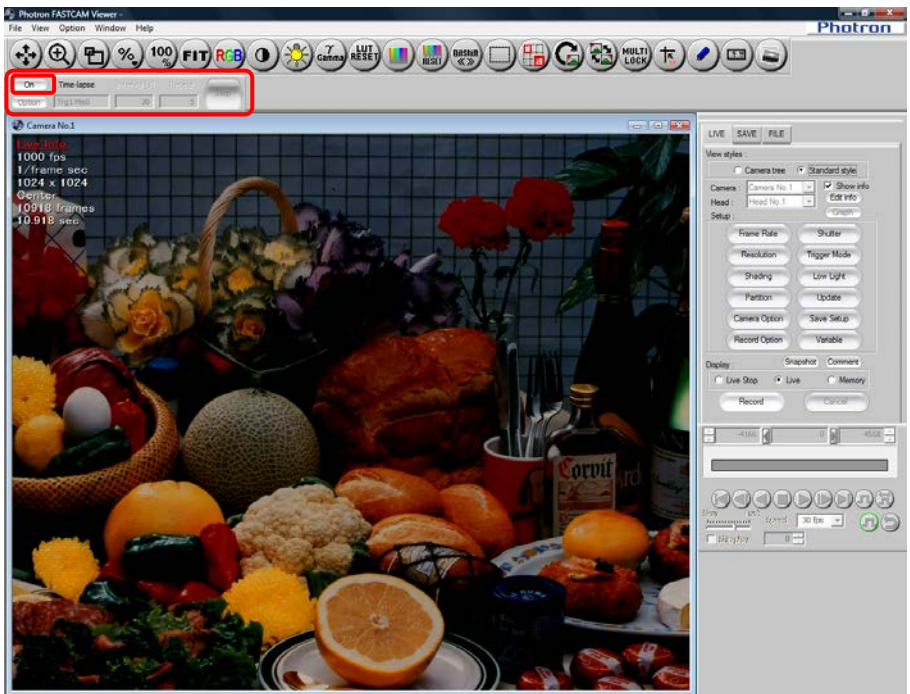 Photron FASTCAM Viewer -
File View Option Window Help
Photron
% 100 % FIT RGB γ Gamma LUT RESET RESET BitShift MULTI LOCK
On Time-lapse
Option
Camera No.1
Live Info.
1000 fps
1/frame sec
1024 x 1024
Center
10918 frames
10.918 sec
Corvit
LIVE SAVE FILE
View styles :
Camera tree Standard style
Camera : Camera No.1 Show info
Head : Head No.1 Edit info
Graph
Setup :
Frame Rate Shutter
Resolution Trigger Mode
Shading Low Light
Partition Update
Camera Option Save Setup
Record Option Variable
Display : Snapshot Comment
Live Stop Live Memory
Record Cancel
0
30 fps
0